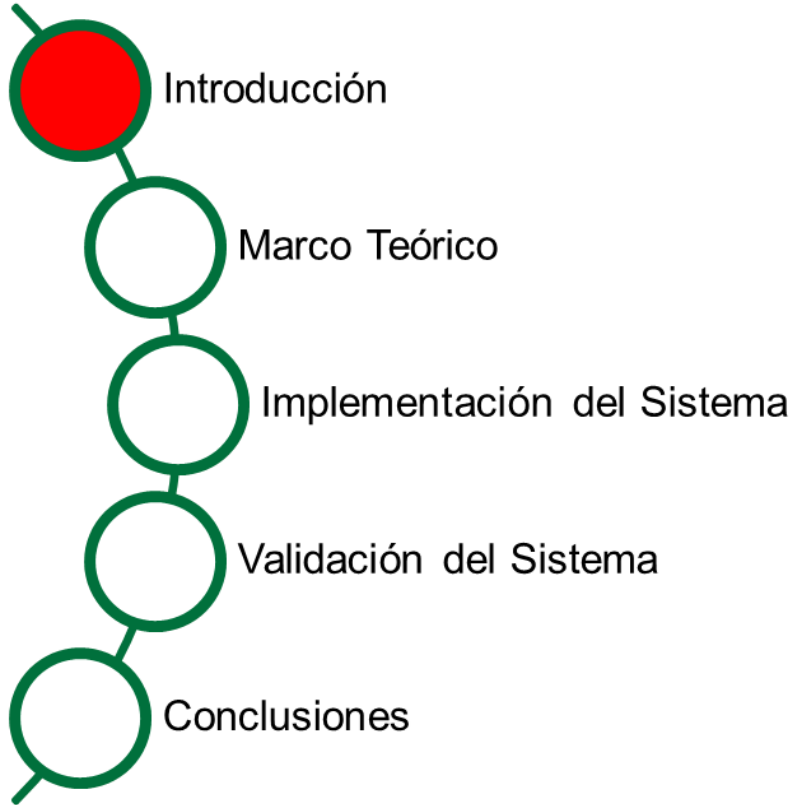 Introducción
Marco Teórico
Implementación del Sistema
Validación del Sistema
Conclusiones